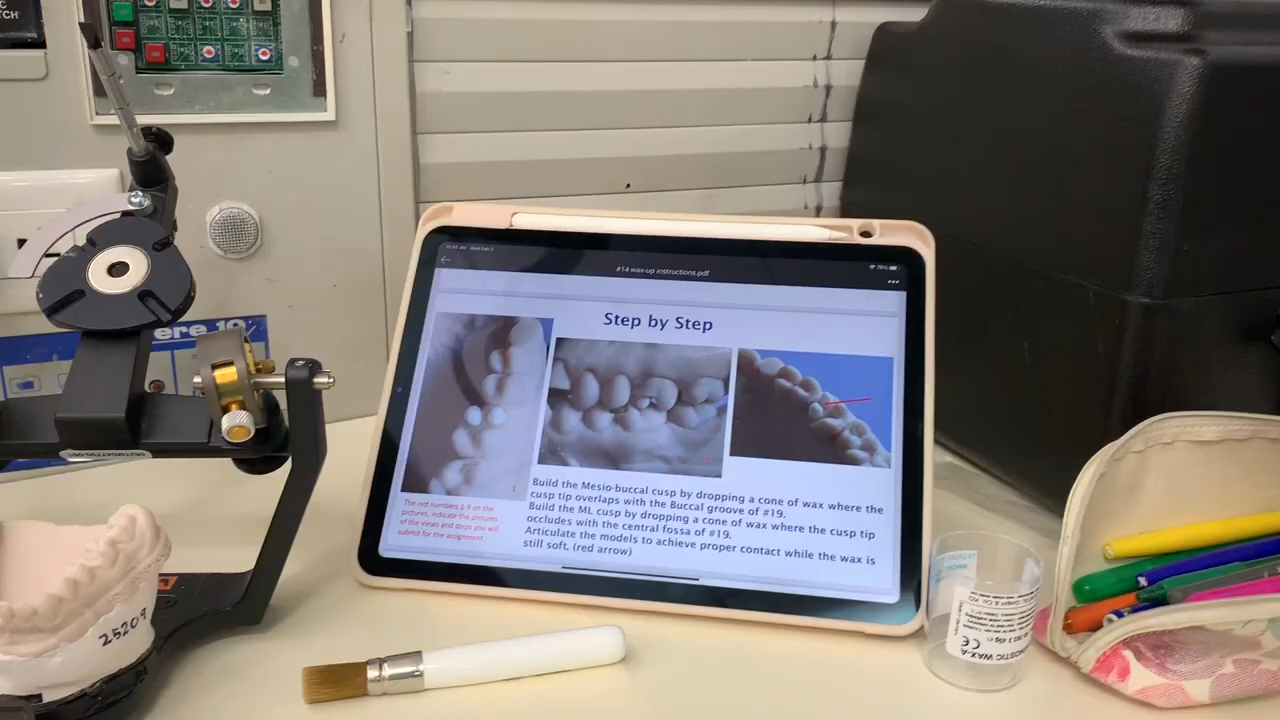 ere 10
#14 wax-up instructions.pdf
Step by Step
Build the Mesio-buccal cusp by dropping a cone of wax where the
cusp tip overlaps with the Buccal groove of #19.
Build the ML cusp by dropping a cone of wax where the cusp tip
occludes with the central fossa of #19.
Articulate the models to achieve proper contact while the wax is
still soft. (red arrow)
The red numbers 1-9 on the
pictures, indicate the pictures
of the views and steps you will
submit for the assignment.
25209